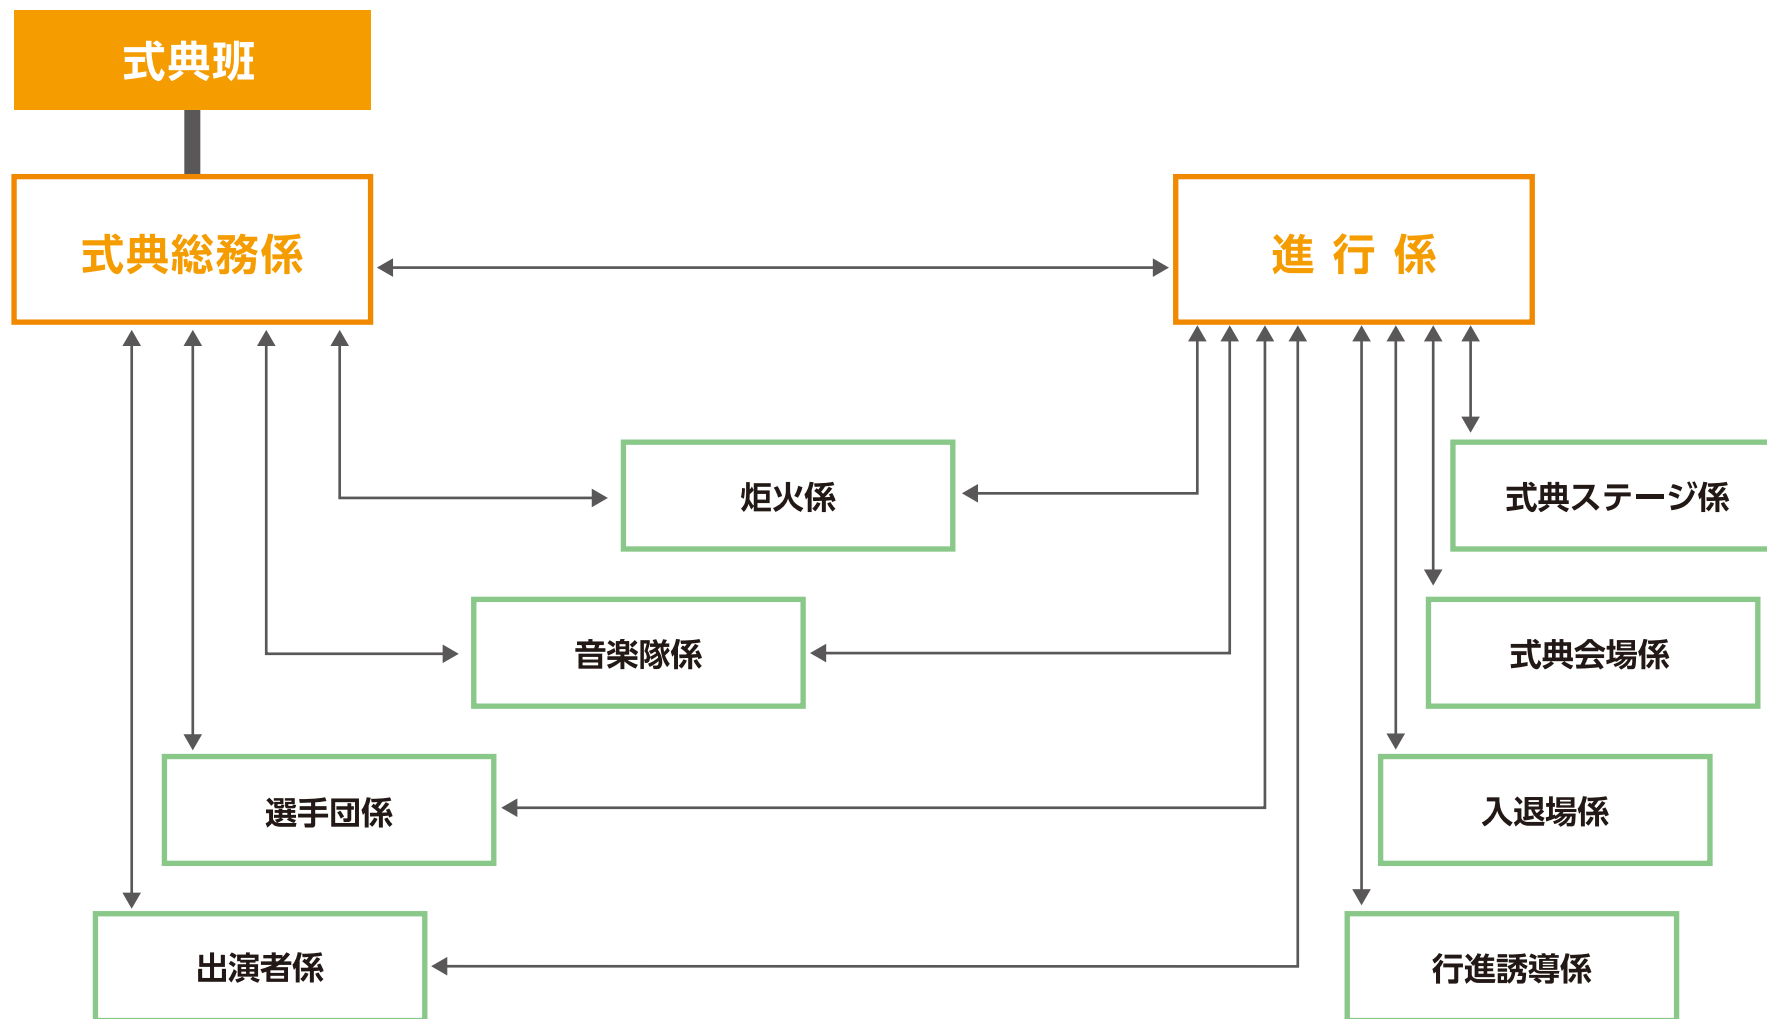 式典班
式典総務係
進行係
炬火係
式典ステージ係
音楽隊係
式典会場係
選手団係
入退場係
出演者係
行進誘導係